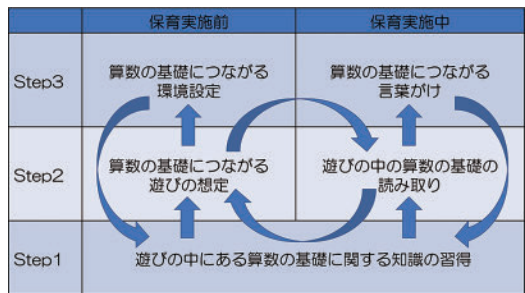 保育実施前
保育実施中
Step3
算数の基礎につながる
環境設定
算数の基礎につながる
言葉がけ
Step2
算数の基礎につながる
遊びの想定
遊びの中の算数の基礎の
読み取り
Step1
遊びの中にある算数の基礎に関する知識の習得